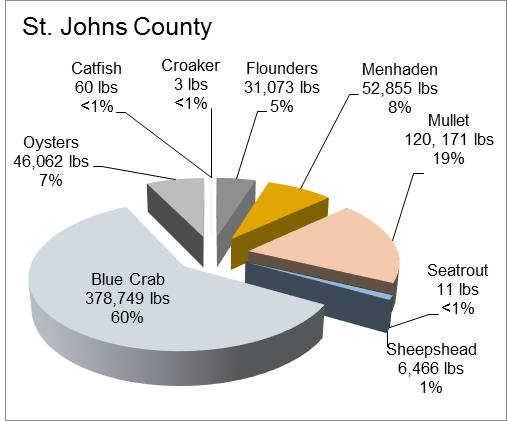 St. Johns County
Catfish
60 lbs
<1%
Croaker
3 lbs
<1%
Flounders
31,073 lbs
5%
Menhaden
52,855 lbs
8%
Mullet
120, 171 lbs
19%
Oysters
46,062 lbs
7%
Seatrout
11 lbs
<1%
Blue Crab
378,749 lbs
60%
Sheepshead
6,466 lbs
1%